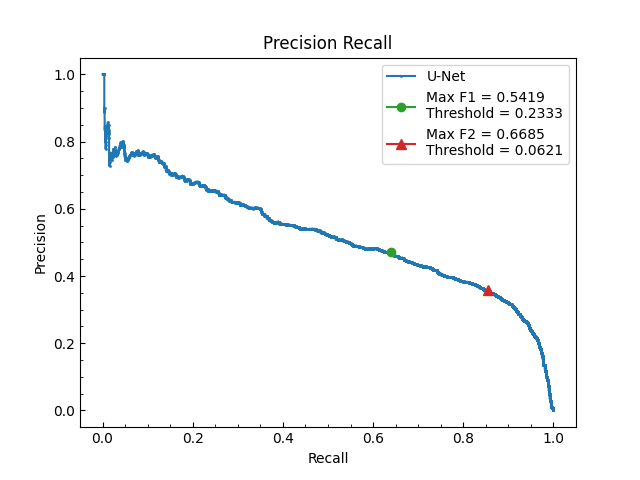 Precision Recall
U-Net
Max F1 = 0.5419
Threshold = 0.2333
Max F2 = 0.6685
Threshold = 0.0621
Precision
1.0
0.8
0.6
0.4
0.2
0.0
0.0 0.2 0.4 0.6 0.8 1.0
Recall